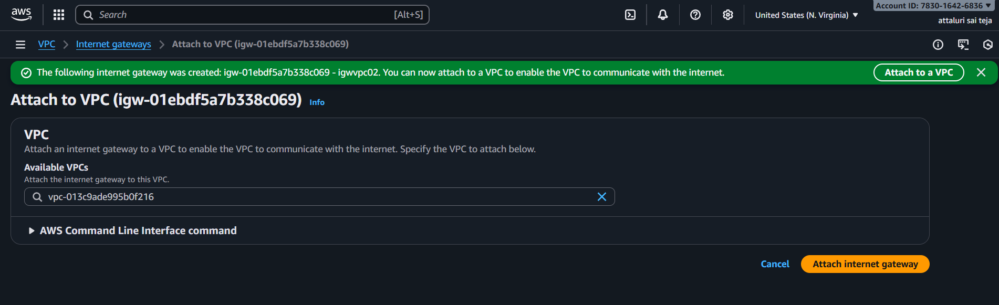 aws
Search [Alt+S]
United States (N. Virginia)
Account ID: 7830-1642-6836
attaluri sai teja
VPC Internet gateways Attach to VPC (igw-01ebdf5a7b338c069)
The following internet gateway was created: igw-01ebdf5a7b338c069 - igwvpc02. You can now attach to a VPC to enable the VPC to communicate with the internet. Attach to a VPC
Attach to VPC (igw-01ebdf5a7b338c069) Info
VPC
Attach an internet gateway to a VPC to enable the VPC to communicate with the internet. Specify the VPC to attach below.
Available VPCs
Attach the internet gateway to this VPC.
vpc-013c9ade995b0f216
AWS Command Line Interface command
Cancel Attach internet gateway